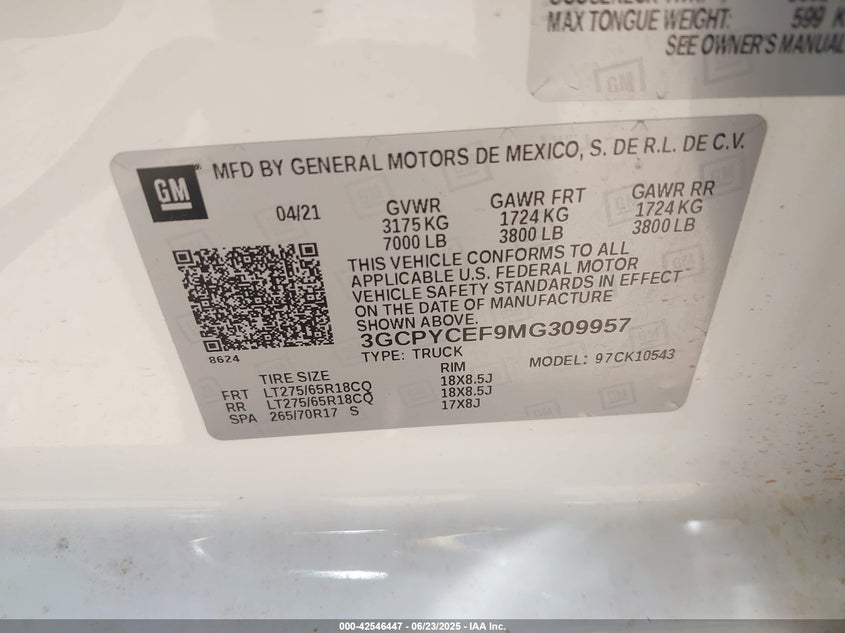 MAX TONGUE WEIGHT: 599 K
SEE OWNER'S MANUAL
GM
MFD BY GENERAL MOTORS DE MEXICO, S. DE R.L. DE C.V.
04/21 GVWR GAWR FRT GAWR RR
3175 KG 1724 KG 1724 KG
7000 LB 3800 LB 3800 LB
THIS VEHICLE CONFORMS TO ALL
APPLICABLE U.S. FEDERAL MOTOR
VEHICLE SAFETY STANDARDS IN EFFECT
ON THE DATE OF MANUFACTURE
SHOWN ABOVE.
3GCPYCEF9MG309957
8624
TYPE: TRUCK MODEL: 97CK10543
TIRE SIZE RIM
FRT LT275/65R18CQ 18X8.5J
RR LT275/65R18CQ 18X8.5J
SPA 265/70R17 S 17X8J
000-42546447 - 06/23/2025 - IAA Inc.